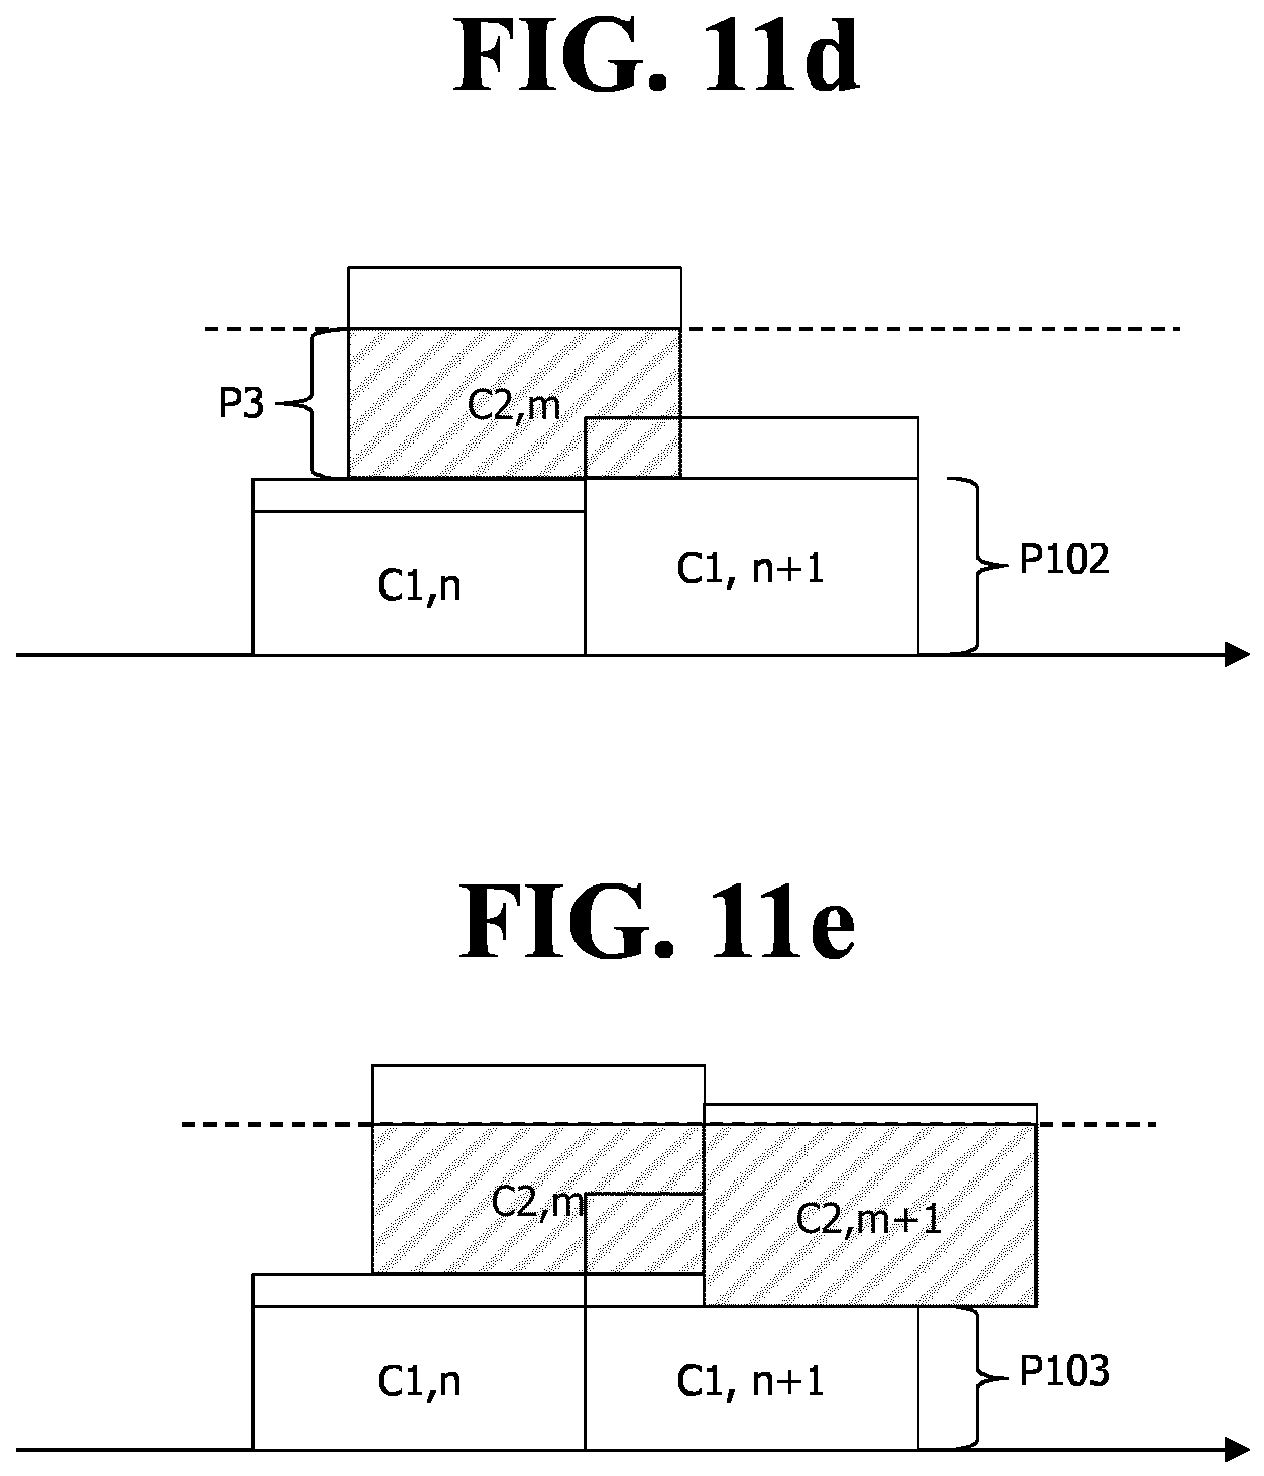 FIG. 11d
P3
C2,m
C1,n
C1, n+1
P102
FIG. 11e
C2,m
C2,m+1
C1,n
C1, n+1
P103